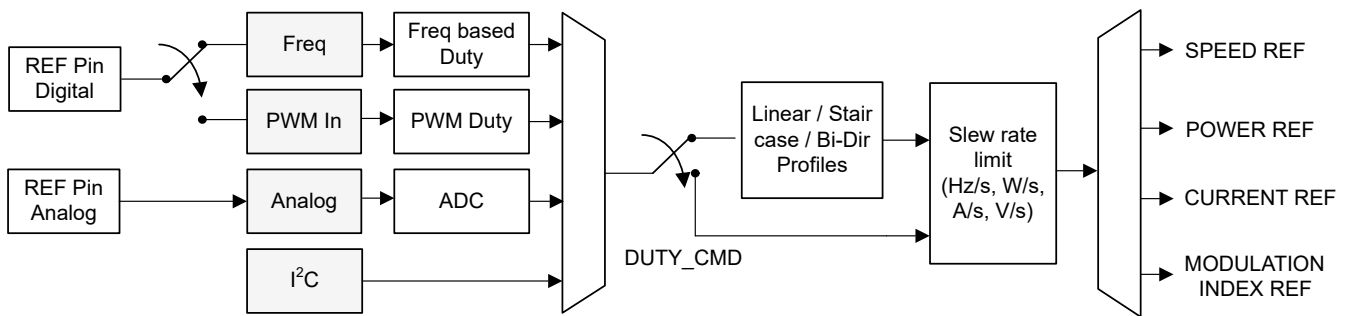 REF Pin
Digital
Freq
Freq based
Duty
PWM In
PWM Duty
REF Pin
Analog
Analog
ADC
I²C
DUTY_CMD
Linear / Stair
case / Bi-Dir
Profiles
Slew rate
limit
(Hz/s, W/s,
A/s, V/s)
SPEED REF
POWER REF
CURRENT REF
MODULATION
INDEX REF